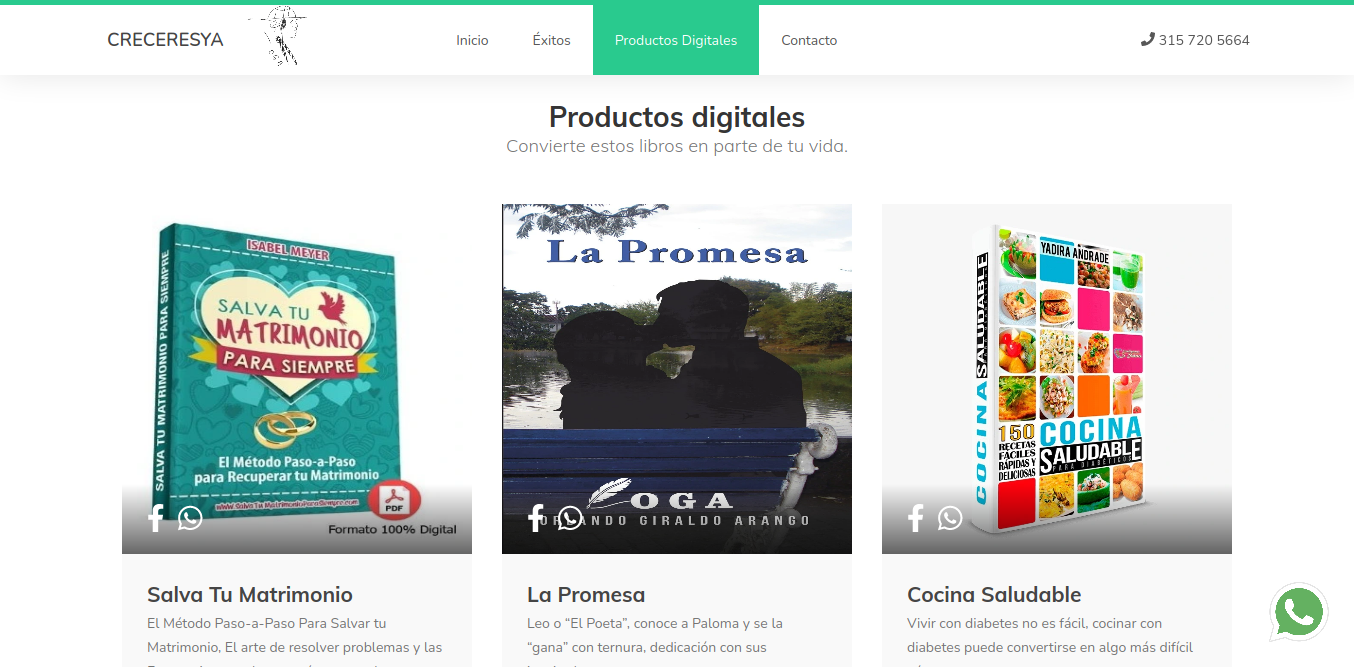 CRECERESYA
Inicio
Éxitos
Productos Digitales
Contacto
315 720 5664
Productos digitales
Convierte estos libros en parte de tu vida.
SALVA TU MATRIMONIO PARA SIEMPRE
ISABEL MEYER
SALVA TU
MATRIMONIO
PARA SIEMPRE
El Método Paso-a-Paso
para Recuperar tu Matrimonio
www.SalvaTuMatrimonioParaSiempre.com
PDF
Formato 100% Digital
La Promesa
OGA
ORLANDO GIRALDO ARANGO
COCINA SALUDABLE
YADIRA ANDRADE
150
RECETAS
FÁCILES
RÁPIDAS Y
DELICIOSAS
COCINA
SALUDABLE
PARA DIABÉTICOS
Salva Tu Matrimonio
El Método Paso-a-Paso Para Salvar tu
Matrimonio, El arte de resolver problemas y las
La Promesa
Leo o “El Poeta”, conoce a Paloma y se la
“gana” con ternura, dedicación con sus
Cocina Saludable
Vivir con diabetes no es fácil, cocinar con
diabetes puede convertirse en algo más difícil